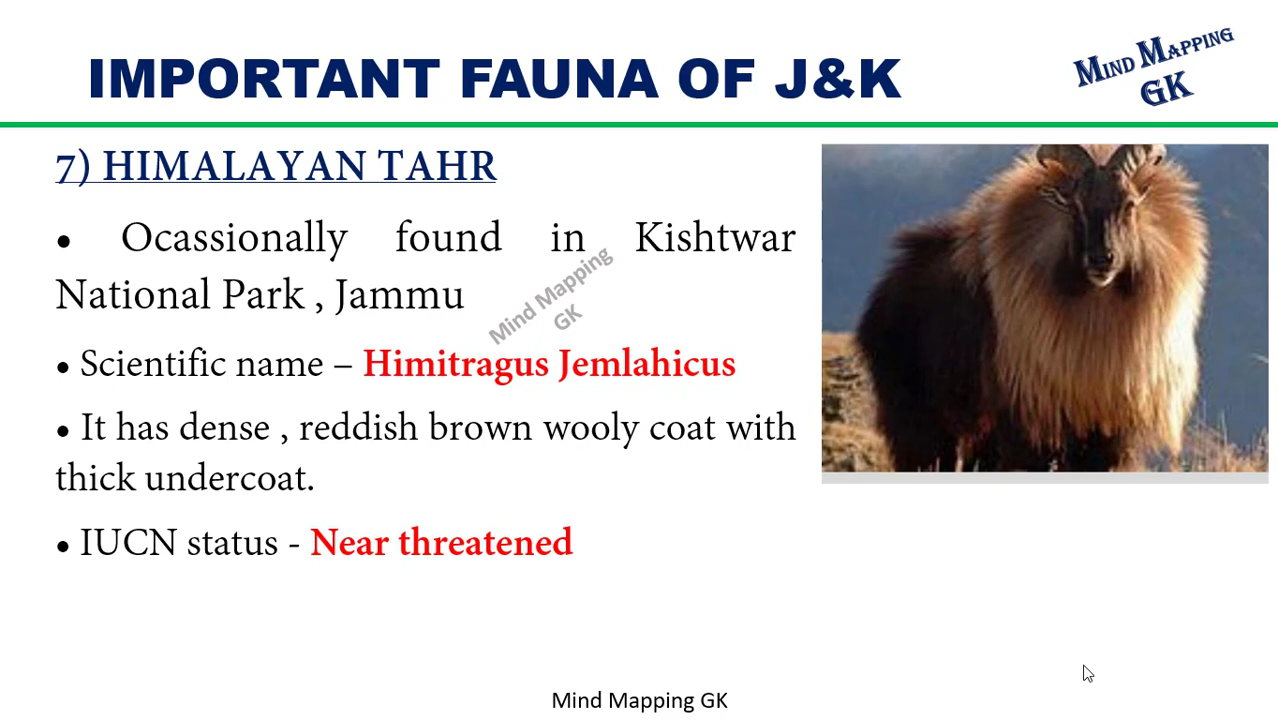 IMPORTANT FAUNA OF J&K
MIND MAPPING
GK
7) HIMALAYAN TAHR
• Ocassionally found in Kishtwar
National Park , Jammu
Mind Mapping
GK
• Scientific name – Himitragus Jemlahicus
• It has dense , reddish brown wooly coat with
thick undercoat.
• IUCN status - Near threatened
Mind Mapping GK